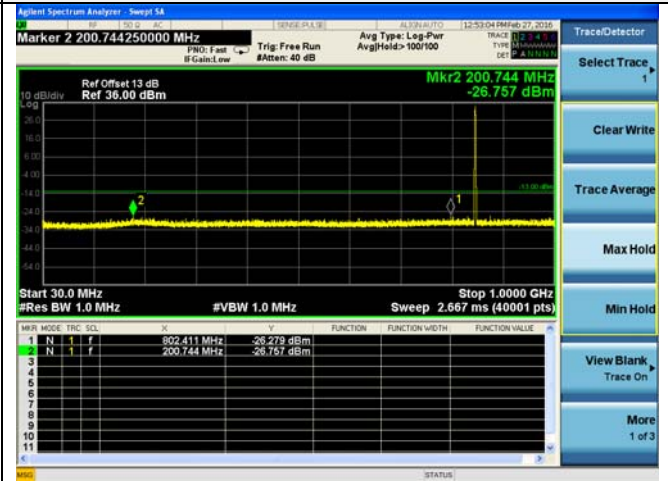 Agilent Spectrum Analyzer - Swept SA
RF 50 Ω AC SENSE:PULSE ALIGN AUTO 12:53:04 PM Feb 27, 2016
Marker 2 200.744250000 MHz
PNO: Fast
IFGain:Low
Trig: Free Run
#Atten: 40 dB
Avg Type: Log-Pwr
Avg|Hold:> 100/100
TRACE 1 2 3 4 5 6
TYPE
DET P A N N N N
Ref Offset 13 dB
Ref 36.00 dBm
10 dB/div
Log
Mkr2 200.744 MHz
-26.757 dBm
26.0
16.0
6.00
-4.00
-14.0
-24.0
-34.0
-44.0
-54.0
-13.00 dBm
2
1
Start 30.0 MHz
#Res BW 1.0 MHz
#VBW 1.0 MHz
Stop 1.0000 GHz
Sweep 2.667 ms (40001 pts)
MKR MODE TRC SCL X Y FUNCTION FUNCTION WIDTH FUNCTION VALUE
1 N 1 f 802.411 MHz -26.279 dBm
2 N 1 f 200.744 MHz -26.757 dBm
3
4
5
6
7
8
9
10
11
MSG
STATUS
Trace/Detector
Select Trace
1
Clear Write
Trace Average
Max Hold
Min Hold
View Blank
Trace On
More
1 of 3